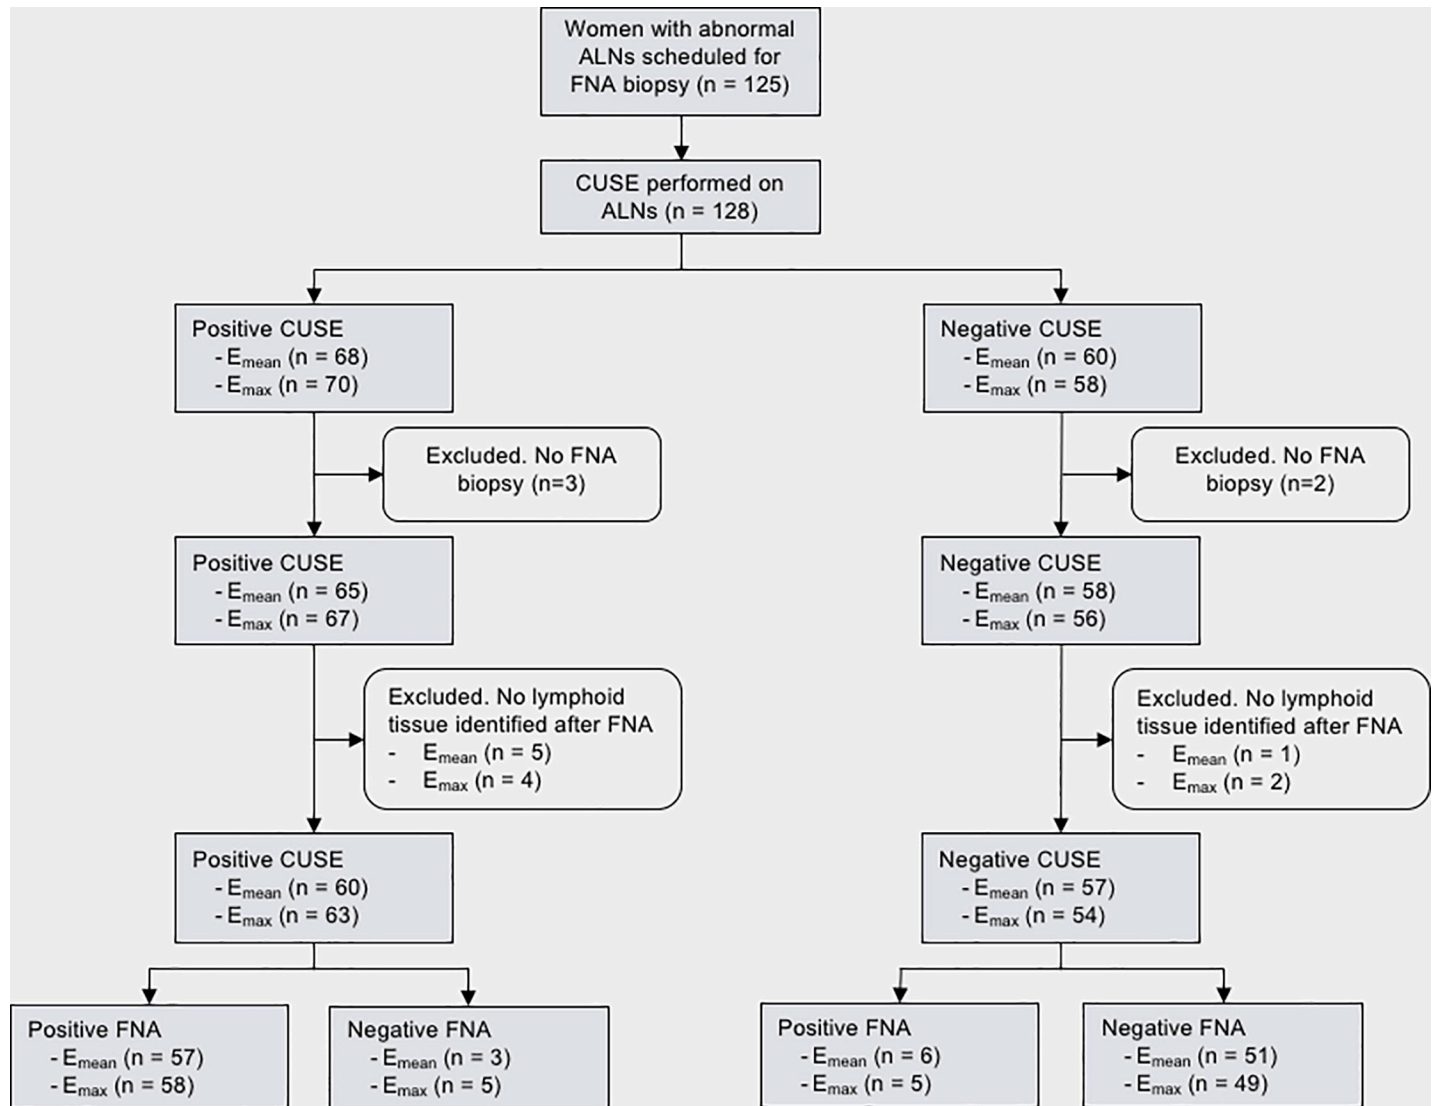 Women with abnormal
ALNs scheduled for
FNA biopsy (n = 125)
CUSE performed on
ALNs (n = 128)
Positive CUSE
- Emean (n = 68)
- Emax (n = 70)
Negative CUSE
- Emean (n = 60)
- Emax (n = 58)
Excluded. No FNA
biopsy (n=3)
Excluded. No FNA
biopsy (n=2)
Positive CUSE
- Emean (n = 65)
- Emax (n = 67)
Negative CUSE
- Emean (n = 58)
- Emax (n = 56)
Excluded. No lymphoid
tissue identified after FNA
- Emean (n = 5)
- Emax (n = 4)
Excluded. No lymphoid
tissue identified after FNA
- Emean (n = 1)
- Emax (n = 2)
Positive CUSE
- Emean (n = 60)
- Emax (n = 63)
Negative CUSE
- Emean (n = 57)
- Emax (n = 54)
Positive FNA
- Emean (n = 57)
- Emax (n = 58)
Negative FNA
- Emean (n = 3)
- Emax (n = 5)
Positive FNA
- Emean (n = 6)
- Emax (n = 5)
Negative FNA
- Emean (n = 51)
- Emax (n = 49)